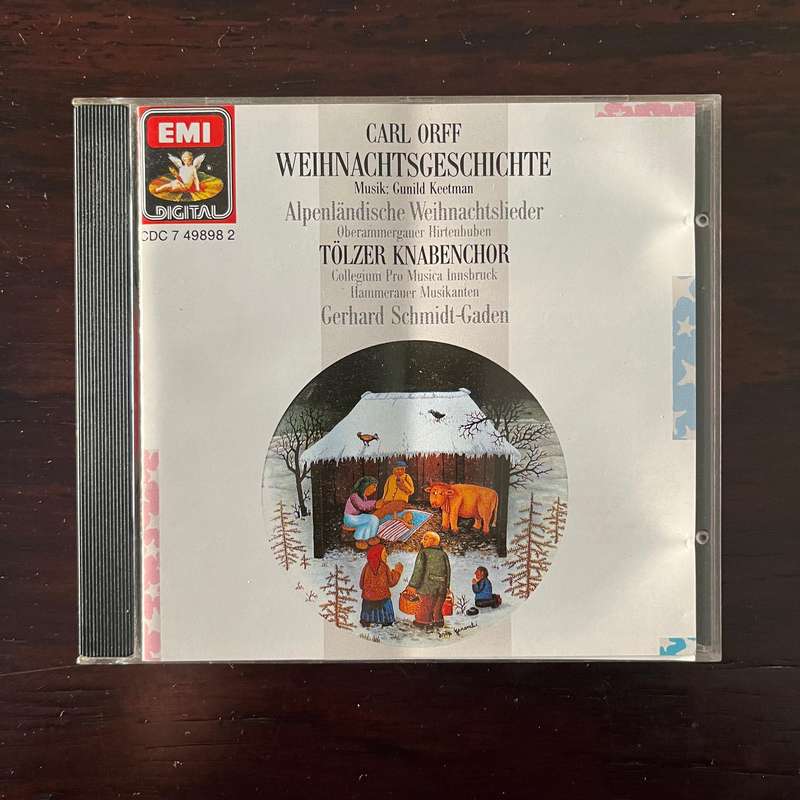 EMI
DIGITAL
CDC 7 49898 2
CARL ORFF
WEIHNACHTSGESCHICHTE
Musik: Gunild Keetman
Alpenländische Weihnachtslieder
Oberammergauer Hirtenbuben
TÖLZER KNABENCHOR
Collegium Pro Musica Innsbruck
Hammerauer Musikanten
Gerhard Schmidt-Gaden